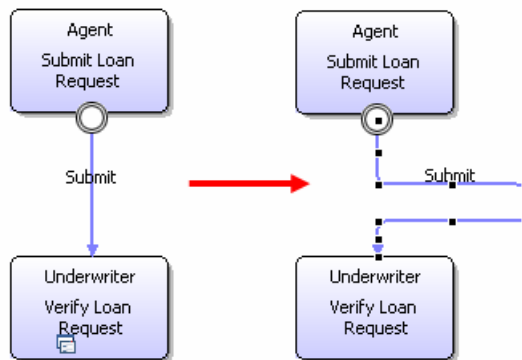 Agent
Submit Loan
Request
Submit
Underwriter
Verify Loan
Request
Agent
Submit Loan
Request
Submit
Underwriter
Verify Loan
Request